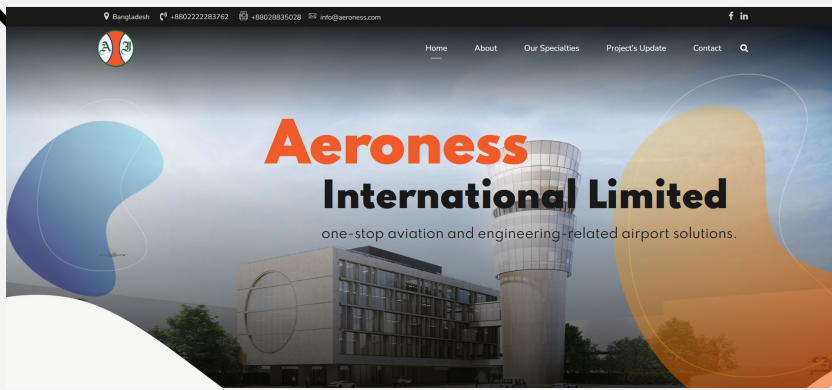 Bangladesh +8802222283762 +88028835028 info@aeroness.com
A I
Home About Our Specialties Project's Update Contact
Aeroness
International Limited
one-stop aviation and engineering-related airport solutions.